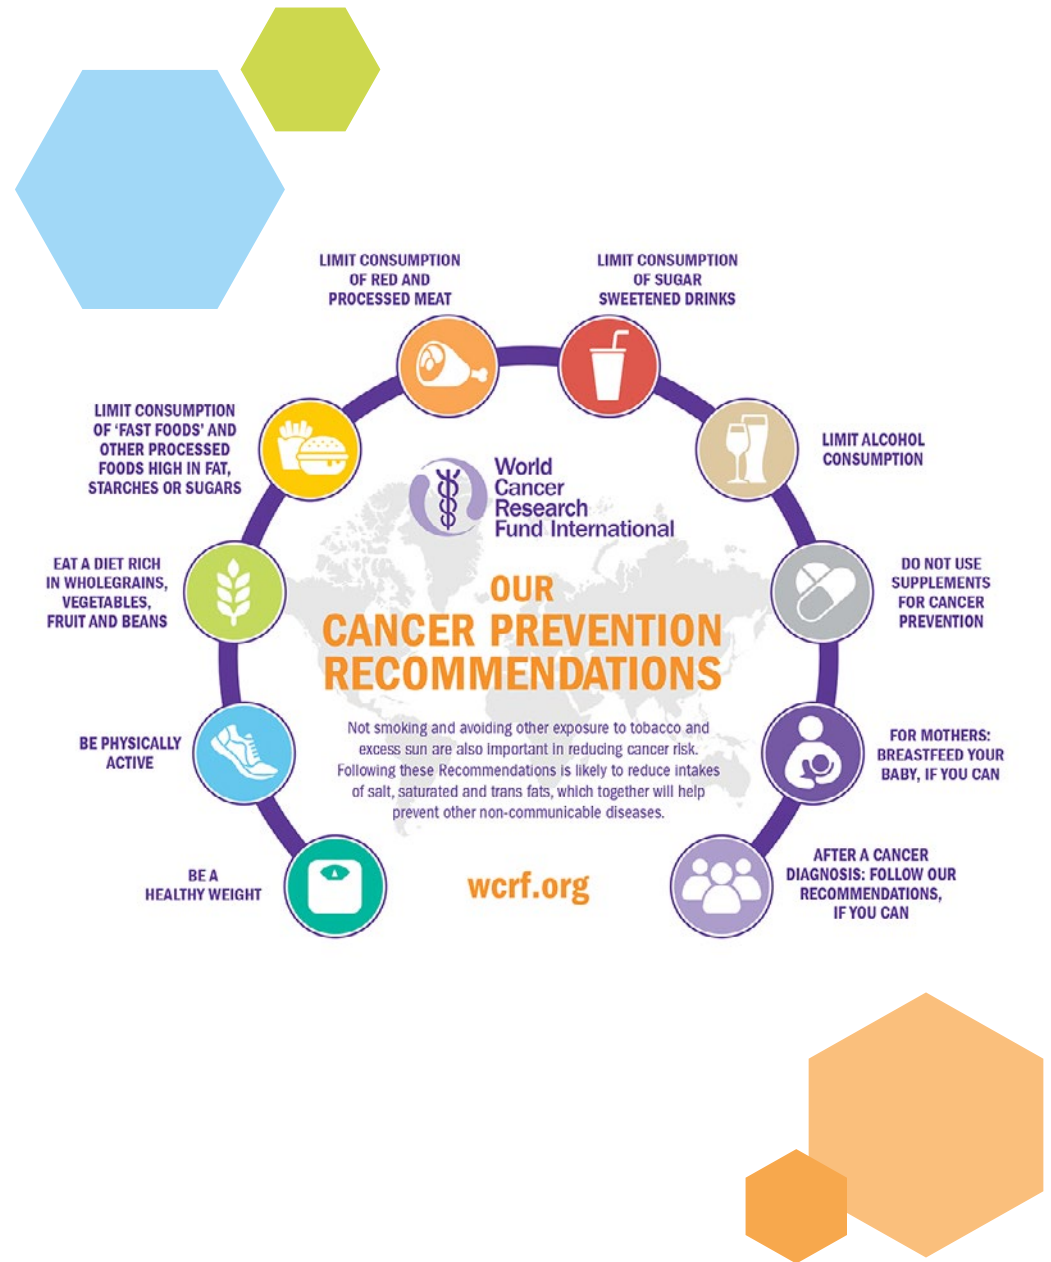 LIMIT CONSUMPTION
OF RED AND
PROCESSED MEAT
LIMIT CONSUMPTION
OF SUGAR
SWEETENED DRINKS
LIMIT CONSUMPTION
OF ‘FAST FOODS’ AND
OTHER PROCESSED
FOODS HIGH IN FAT,
STARCHES OR SUGARS
LIMIT ALCOHOL
CONSUMPTION
World
Cancer
Research
Fund International
EAT A DIET RICH
IN WHOLEGRAINS,
VEGETABLES,
FRUIT AND BEANS
DO NOT USE
SUPPLEMENTS
FOR CANCER
PREVENTION
OUR
CANCER PREVENTION
RECOMMENDATIONS
Not smoking and avoiding other exposure to tobacco and
excess sun are also important in reducing cancer risk.
Following these Recommendations is likely to reduce intakes
of salt, saturated and trans fats, which together will help
prevent other non-communicable diseases.
BE PHYSICALLY
ACTIVE
FOR MOTHERS:
BREASTFEED YOUR
BABY, IF YOU CAN
BE A
HEALTHY WEIGHT
wcrf.org
AFTER A CANCER
DIAGNOSIS: FOLLOW OUR
RECOMMENDATIONS,
IF YOU CAN